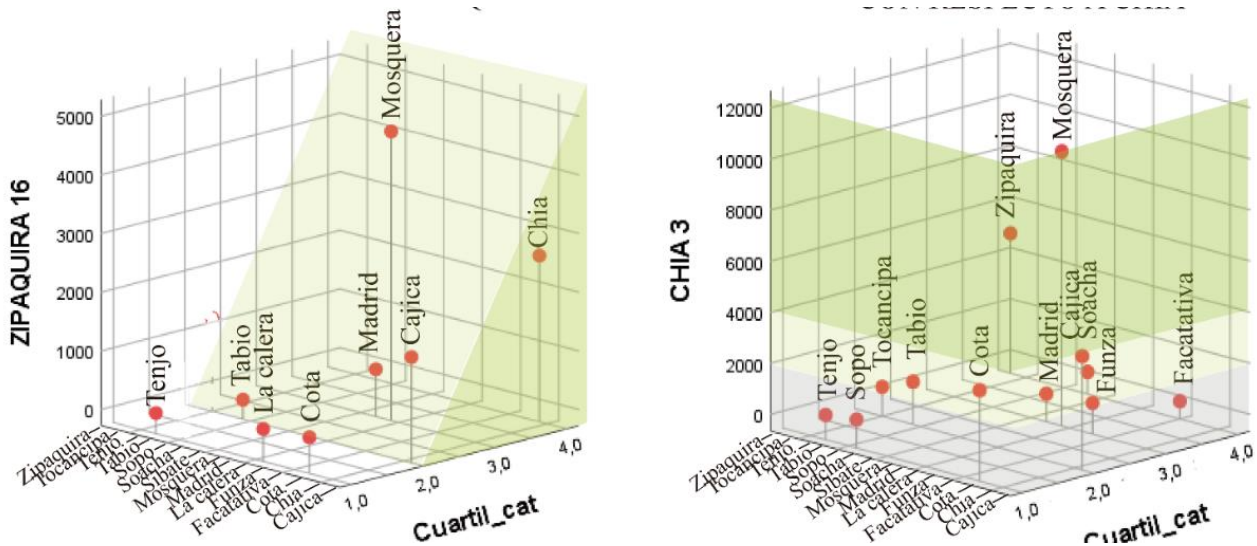 CON RESPECTO A CHIA
ZIPAQUIRA 16
5000
4000
3000
2000
1000
0
Mosquera
Chia
Madrid
Cajica
Tabio
La calera
Cota
Tenjo
Zipaquira
Tocancipa
Tenjo
Tabio
Sopo
Soacha
Sibate
Mosquera
Madrid
La calera
Funza
Facatativa
Cota
Chia
Cajica
1,0
2,0
3,0
4,0
Cuartil_cat
CHIA 3
12000
10000
8000
6000
4000
2000
0
Mosquera
Zipaquira
Tocancipa
Tabio
Tenjo
Sopo
Cota
Madrid
Cajica
Soacha
Funza
Facatativa
Zipaquira
Tocancipa
Tenjo
Tabio
Sopo
Soacha
Sibate
Mosquera
Madrid
La calera
Funza
Facatativa
Cota
Chia
Cajica
1,0
2,0
3,0
4,0
Cuartil_cat